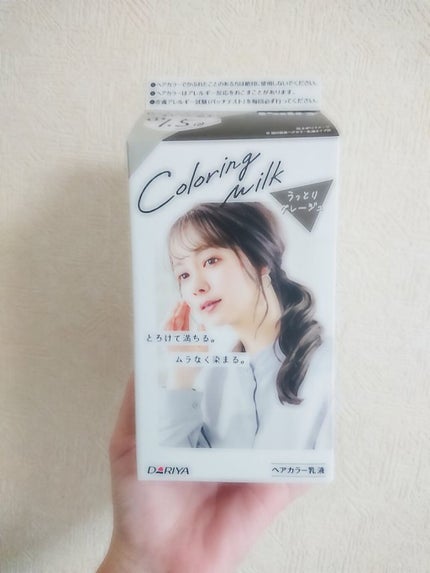 ●ヘアカラーでかぶれたことのある方は絶対に使用しないでください。
●ヘアカラーはアレルギー反応をおこすことがあります。
●皮膚アレルギー試験(パッチテスト)を毎回必ず行ってください。
Coloring
milk
うっとり
グレージュ
とろけて満ちる。
ムラなく染まる。
DARIYA
ヘアカラー乳液